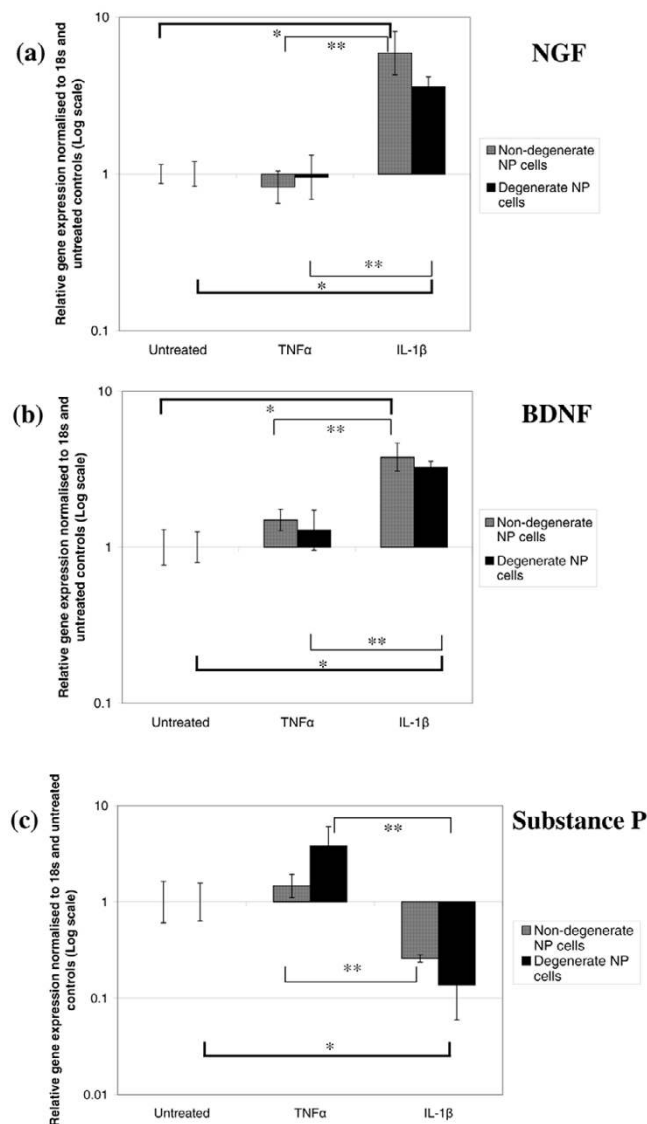 (a)
NGF
Relative gene expression normalised to 18s and
untreated controls (Log scale)
10
1
0.1
*
**
**
*
Untreated
TNFα
IL-1β
Non-degenerate NP cells
Degenerate NP
cells
(b)
BDNF
Relative gene expression normalised to 18s and
untreated controls (Log scale)
10
1
0.1
*
**
**
*
Untreated
TNFα
IL-1β
Non-degenerate
NP cells
Degenerate NP
cells
(c)
Substance P
Relative gene expression normalised to 18s and untreated
controls (Log scale)
10
1
0.1
0.01
**
**
*
Untreated
TNFα
IL-1β
Non-degenerate
NP cells
Degenerate NP
cells